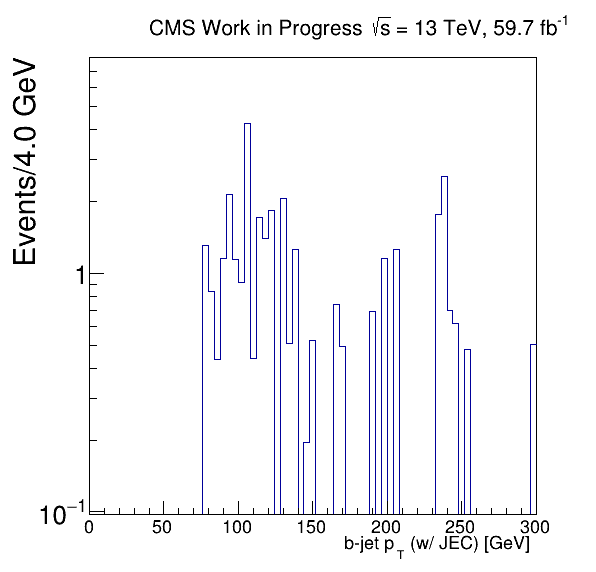 CMS Work in Progress √s = 13 TeV, 59.7 fb⁻¹
Events/4.0 GeV
1
10⁻¹
0 50 100 150 200 250 300
b-jet p_T (w/ JEC) [GeV]